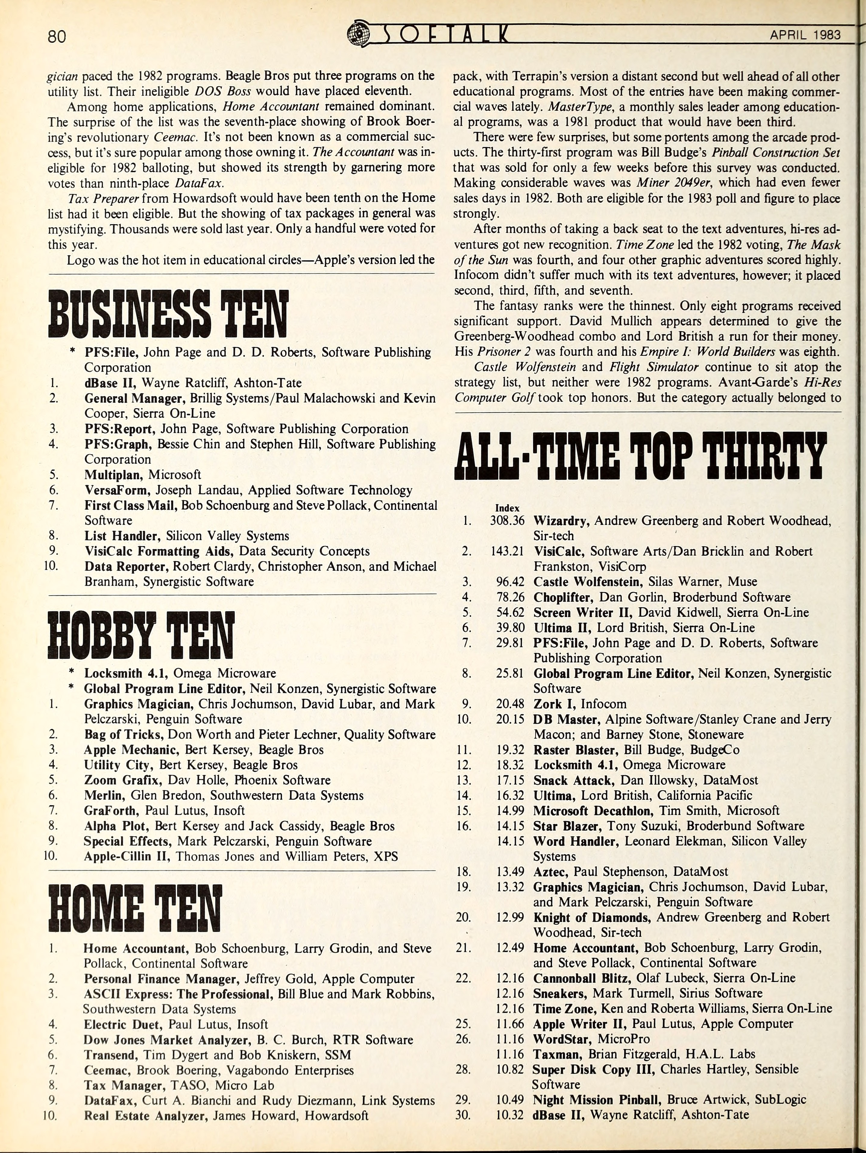 80
SOFTALK
APRIL 1983
gician paced the 1982 programs. Beagle Bros put three programs on the
utility list. Their ineligible DOS Boss would have placed eleventh.
Among home applications, Home Accountant remained dominant.
The surprise of the list was the seventh-place showing of Brook Boer-
ing's revolutionary Ceemac. It's not been known as a commercial suc-
cess, but it's sure popular among those owning it. The Accountant was in-
eligible for 1982 balloting, but showed its strength by garnering more
votes than ninth-place DataFax.
Tax Preparer from Howardsoft would have been tenth on the Home
list had it been eligible. But the showing of tax packages in general was
mystifying. Thousands were sold last year. Only a handful were voted for
this year.
Logo was the hot item in educational circles—Apple's version led the
BUSINESS TEN
* PFS:File, John Page and D. D. Roberts, Software Publishing
Corporation
1. dBase II, Wayne Ratcliff, Ashton-Tate
2. General Manager, Brillig Systems/Paul Malachowski and Kevin
Cooper, Sierra On-Line
3. PFS:Report, John Page, Software Publishing Corporation
4. PFS:Graph, Bessie Chin and Stephen Hill, Software Publishing
Corporation
5. Multiplan, Microsoft
6. VersaForm, Joseph Landau, Applied Software Technology
7. First Class Mail, Bob Schoenburg and Steve Pollack, Continental
Software
8. List Handler, Silicon Valley Systems
9. VisiCalc Formatting Aids, Data Security Concepts
10. Data Reporter, Robert Clardy, Christopher Anson, and Michael
Branham, Synergistic Software
HOBBY TEN
* Locksmith 4.1, Omega Microware
* Global Program Line Editor, Neil Konzen, Synergistic Software
1. Graphics Magician, Chris Jochumson, David Lubar, and Mark
Pelczarski, Penguin Software
2. Bag of Tricks, Don Worth and Pieter Lechner, Quality Software
3. Apple Mechanic, Bert Kersey, Beagle Bros
4. Utility City, Bert Kersey, Beagle Bros
5. Zoom Grafix, Dav Holle, Phoenix Software
6. Merlin, Glen Bredon, Southwestern Data Systems
7. GraForth, Paul Lutus, Insoft
8. Alpha Plot, Bert Kersey and Jack Cassidy, Beagle Bros
9. Special Effects, Mark Pelczarski, Penguin Software
10. Apple-Cillin II, Thomas Jones and William Peters, XPS
HOME TEN
1. Home Accountant, Bob Schoenburg, Larry Grodin, and Steve
Pollack, Continental Software
2. Personal Finance Manager, Jeffrey Gold, Apple Computer
3. ASCII Express: The Professional, Bill Blue and Mark Robbins,
Southwestern Data Systems
4. Electric Duet, Paul Lutus, Insoft
5. Dow Jones Market Analyzer, B. C. Burch, RTR Software
6. Transend, Tim Dygert and Bob Kniskern, SSM
7. Ceemac, Brook Boering, Vagabondo Enterprises
8. Tax Manager, TASO, Micro Lab
9. DataFax, Curt A. Bianchi and Rudy Diezmann, Link Systems
10. Real Estate Analyzer, James Howard, Howardsoft
pack, with Terrapin's version a distant second but well ahead of all other
educational programs. Most of the entries have been making commer-
cial waves lately. MasterType, a monthly sales leader among education-
al programs, was a 1981 product that would have been third.
There were few surprises, but some portents among the arcade prod-
ucts. The thirty-first program was Bill Budge's Pinball Construction Set
that was sold for only a few weeks before this survey was conducted.
Making considerable waves was Miner 2049er, which had even fewer
sales days in 1982. Both are eligible for the 1983 poll and figure to place
strongly.
After months of taking a back seat to the text adventures, hi-res ad-
ventures got new recognition. Time Zone led the 1982 voting, The Mask
of the Sun was fourth, and four other graphic adventures scored highly.
Infocom didn't suffer much with its text adventures, however; it placed
second, third, fifth, and seventh.
The fantasy ranks were the thinnest. Only eight programs received
significant support. David Mullich appears determined to give the
Greenberg-Woodhead combo and Lord British a run for their money.
His Prisoner 2 was fourth and his Empire I: World Builders was eighth.
Castle Wolfenstein and Flight Simulator continue to sit atop the
strategy list, but neither were 1982 programs. Avant-Garde's Hi-Res
Computer Golf took top honors. But the category actually belonged to
ALL-TIME TOP THIRTY
Index
1. 308.36 Wizardry, Andrew Greenberg and Robert Woodhead,
Sir-tech
2. 143.21 VisiCalc, Software Arts/Dan Bricklin and Robert
Frankston, VisiCorp
3. 96.42 Castle Wolfenstein, Silas Warner, Muse
4. 78.26 Choplifter, Dan Gorlin, Broderbund Software
5. 54.62 Screen Writer II, David Kidwell, Sierra On-Line
6. 39.80 Ultima II, Lord British, Sierra On-Line
7. 29.81 PFS:File, John Page and D. D. Roberts, Software
Publishing Corporation
8. 25.81 Global Program Line Editor, Neil Konzen, Synergistic
Software
9. 20.48 Zork I, Infocom
10. 20.15 DB Master, Alpine Software/Stanley Crane and Jerry
Macon; and Barney Stone, Stoneware
11. 19.32 Raster Blaster, Bill Budge, BudgeCo
12. 18.32 Locksmith 4.1, Omega Microware
13. 17.15 Snack Attack, Dan Illowsky, DataMost
14. 16.32 Ultima, Lord British, California Pacific
15. 14.99 Microsoft Decathlon, Tim Smith, Microsoft
16. 14.15 Star Blazer, Tony Suzuki, Broderbund Software
14.15 Word Handler, Leonard Elekman, Silicon Valley
Systems
18. 13.49 Aztec, Paul Stephenson, DataMost
19. 13.32 Graphics Magician, Chris Jochumson, David Lubar,
and Mark Pelczarski, Penguin Software
20. 12.99 Knight of Diamonds, Andrew Greenberg and Robert
Woodhead, Sir-tech
21. 12.49 Home Accountant, Bob Schoenburg, Larry Grodin,
and Steve Pollack, Continental Software
22. 12.16 Cannonball Blitz, Olaf Lubeck, Sierra On-Line
12.16 Sneakers, Mark Turmell, Sirius Software
12.16 Time Zone, Ken and Roberta Williams, Sierra On-Line
25. 11.66 Apple Writer II, Paul Lutus, Apple Computer
26. 11.16 WordStar, MicroPro
11.16 Taxman, Brian Fitzgerald, H.A.L. Labs
28. 10.82 Super Disk Copy III, Charles Hartley, Sensible
Software
29. 10.49 Night Mission Pinball, Bruce Artwick, SubLogic
30. 10.32 dBase II, Wayne Ratcliff, Ashton-Tate